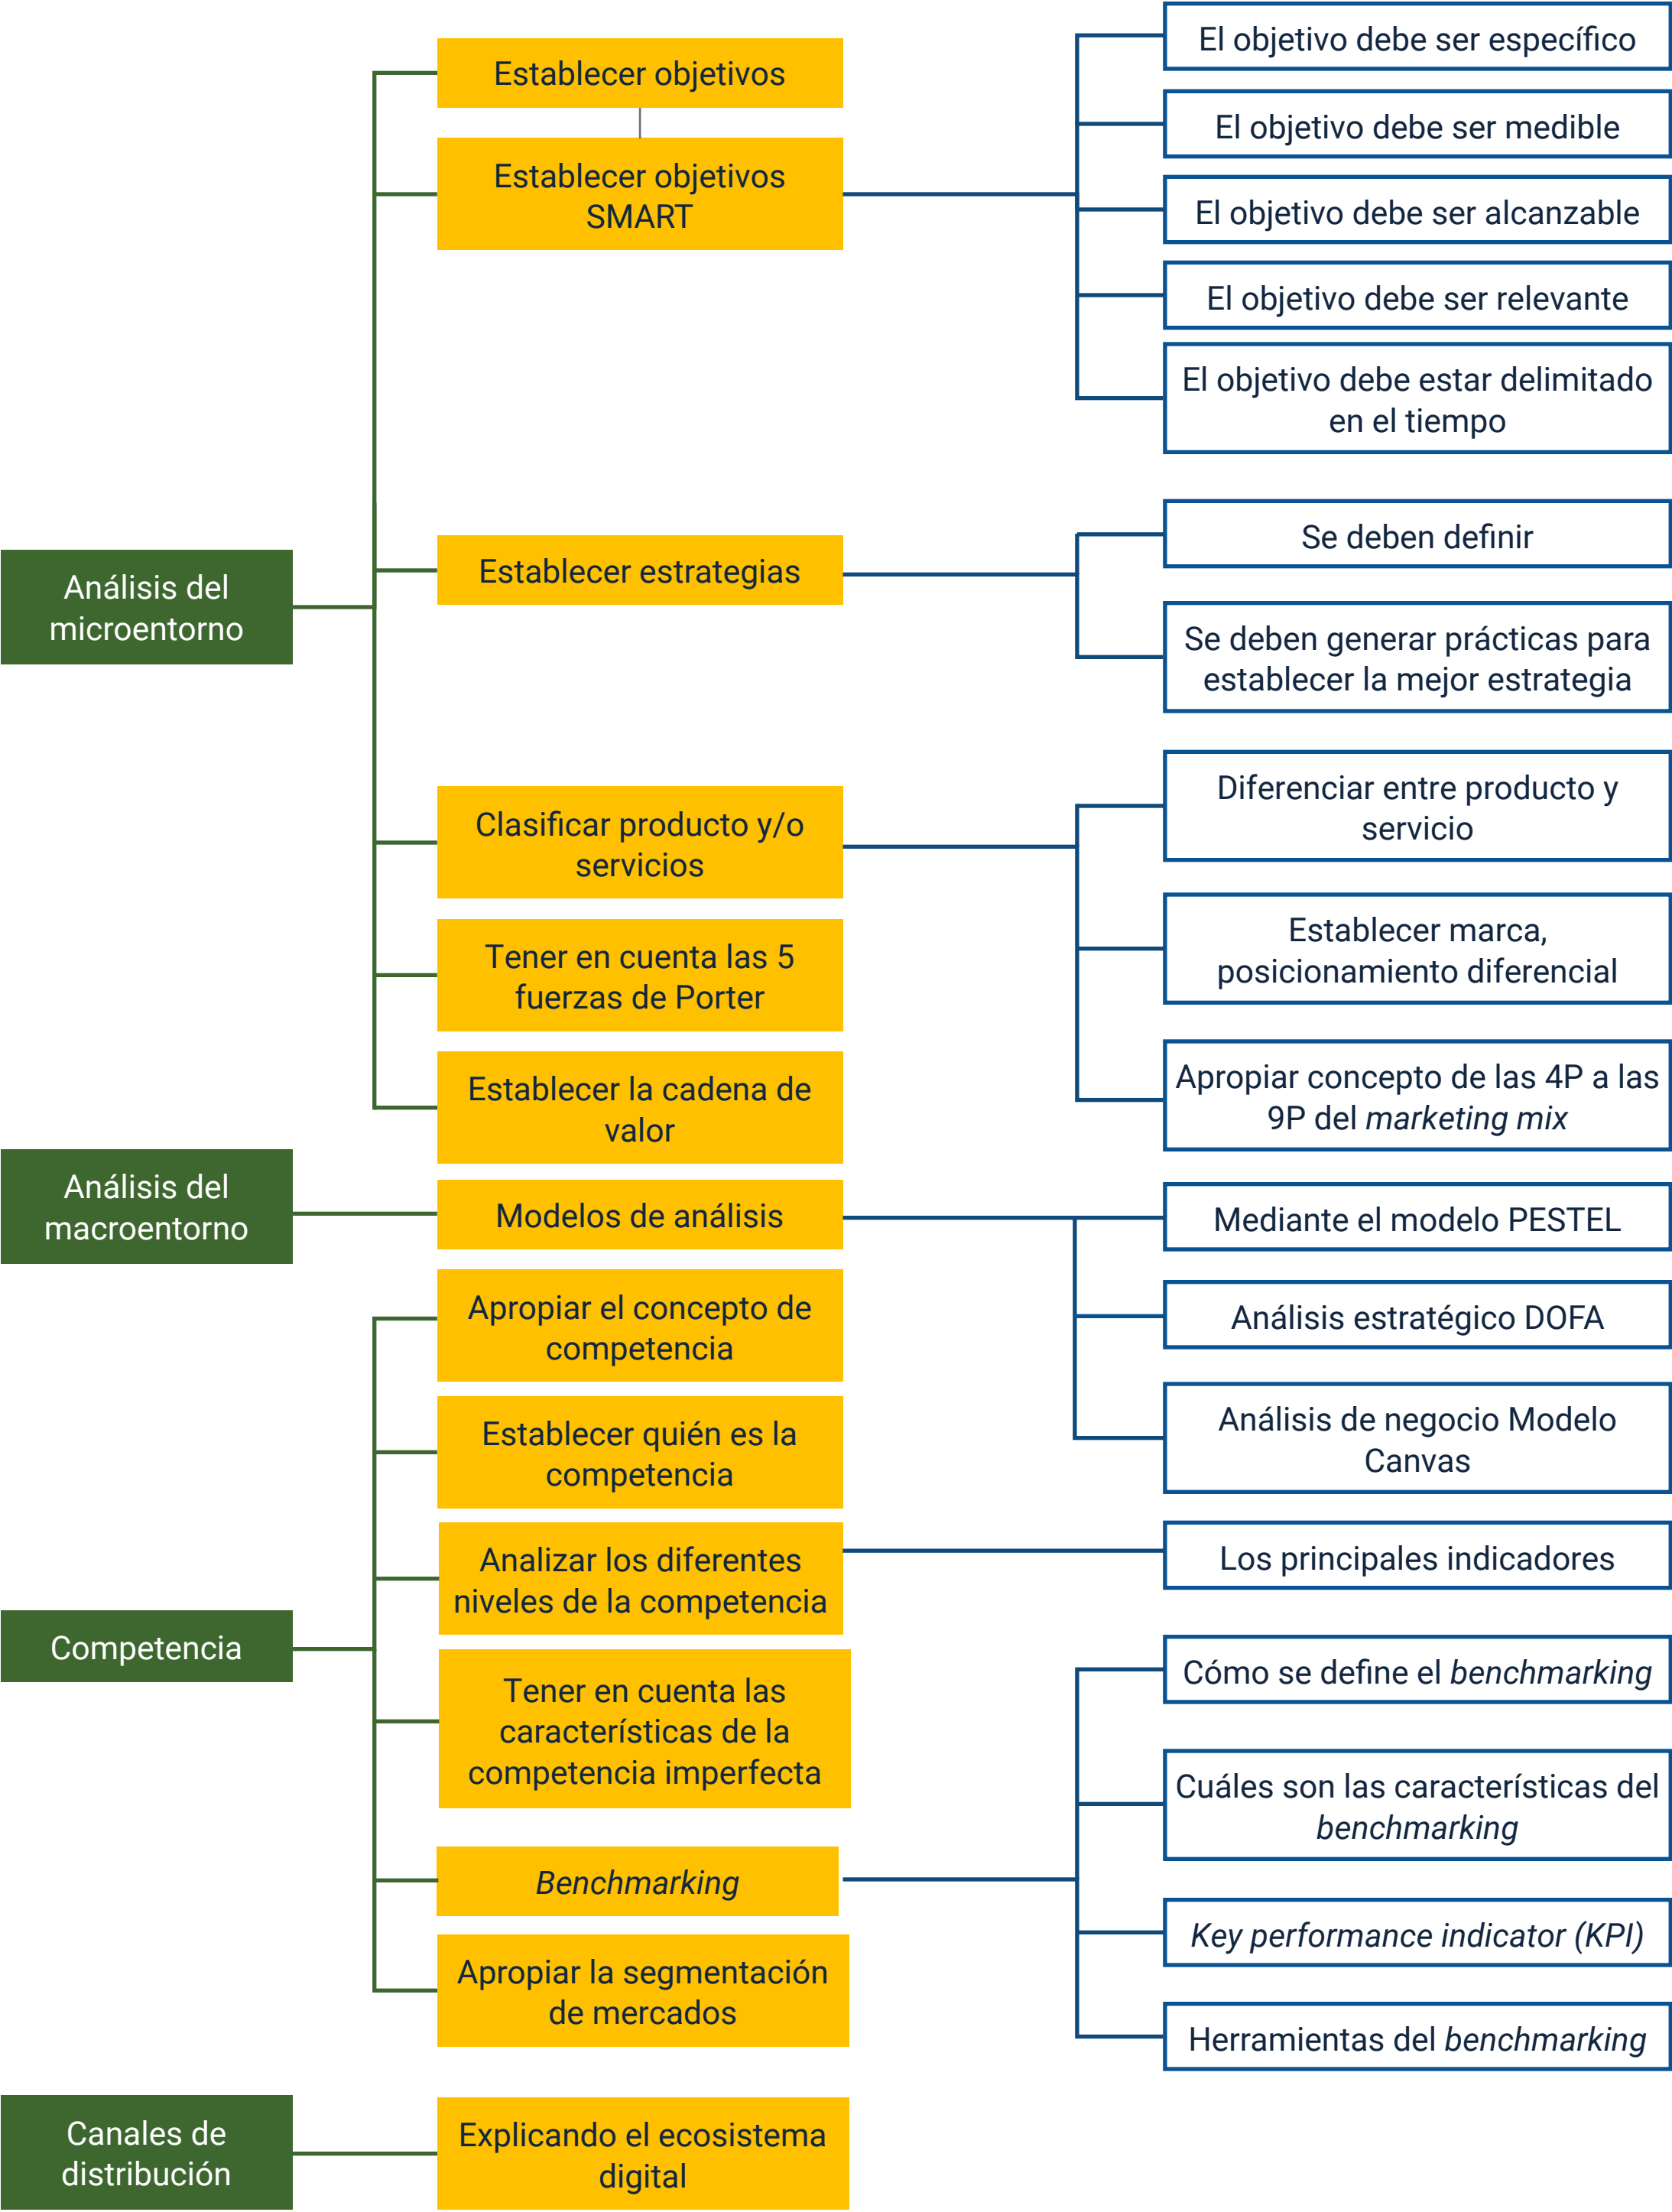 El objetivo debe ser específico
Establecer objetivos
El objetivo debe ser medible
Establecer objetivos
SMART
El objetivo debe ser alcanzable
El objetivo debe ser relevante
El objetivo debe estar delimitado
en el tiempo
Análisis del
microentorno
Establecer estrategias
Se deben definir
Se deben generar prácticas para
establecer la mejor estrategia
Clasificar producto y/o
servicios
Diferenciar entre producto y
servicio
Establecer marca,
posicionamiento diferencial
Apropiar concepto de las 4P a las
9P del marketing mix
Tener en cuenta las 5
fuerzas de Porter
Establecer la cadena de
valor
Análisis del
macroentorno
Modelos de análisis
Mediante el modelo PESTEL
Análisis estratégico DOFA
Análisis de negocio Modelo
Canvas
Competencia
Apropiar el concepto de
competencia
Establecer quién es la
competencia
Analizar los diferentes
niveles de la competencia
Los principales indicadores
Tener en cuenta las
características de la
competencia imperfecta
Benchmarking
Cómo se define el benchmarking
Cuáles son las características del
benchmarking
Key performance indicator (KPI)
Herramientas del benchmarking
Apropiar la segmentación
de mercados
Canales de
distribución
Explicando el ecosistema
digital